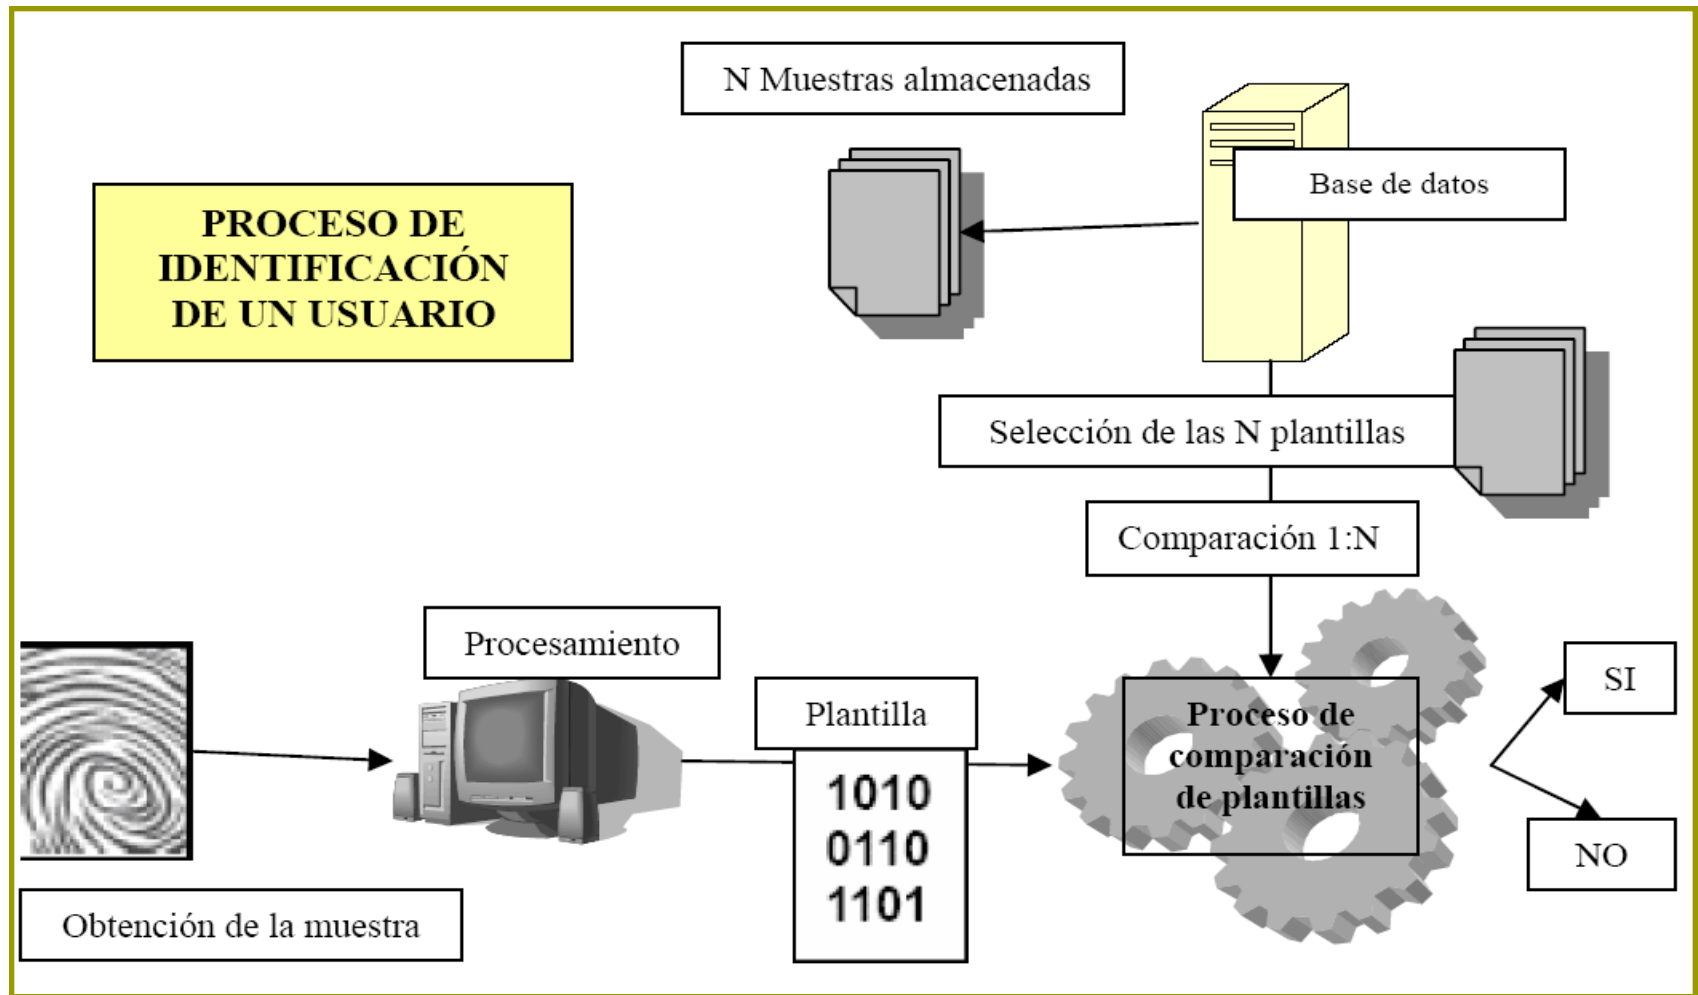 N Muestras almacenadas
Base de datos
PROCESO DE
IDENTIFICACIÓN
DE UN USUARIO
Selección de las N plantillas
Comparación 1:N
Procesamiento
Plantilla
1010
0110
1101
Proceso de
comparación
de plantillas
SI
NO
Obtención de la muestra